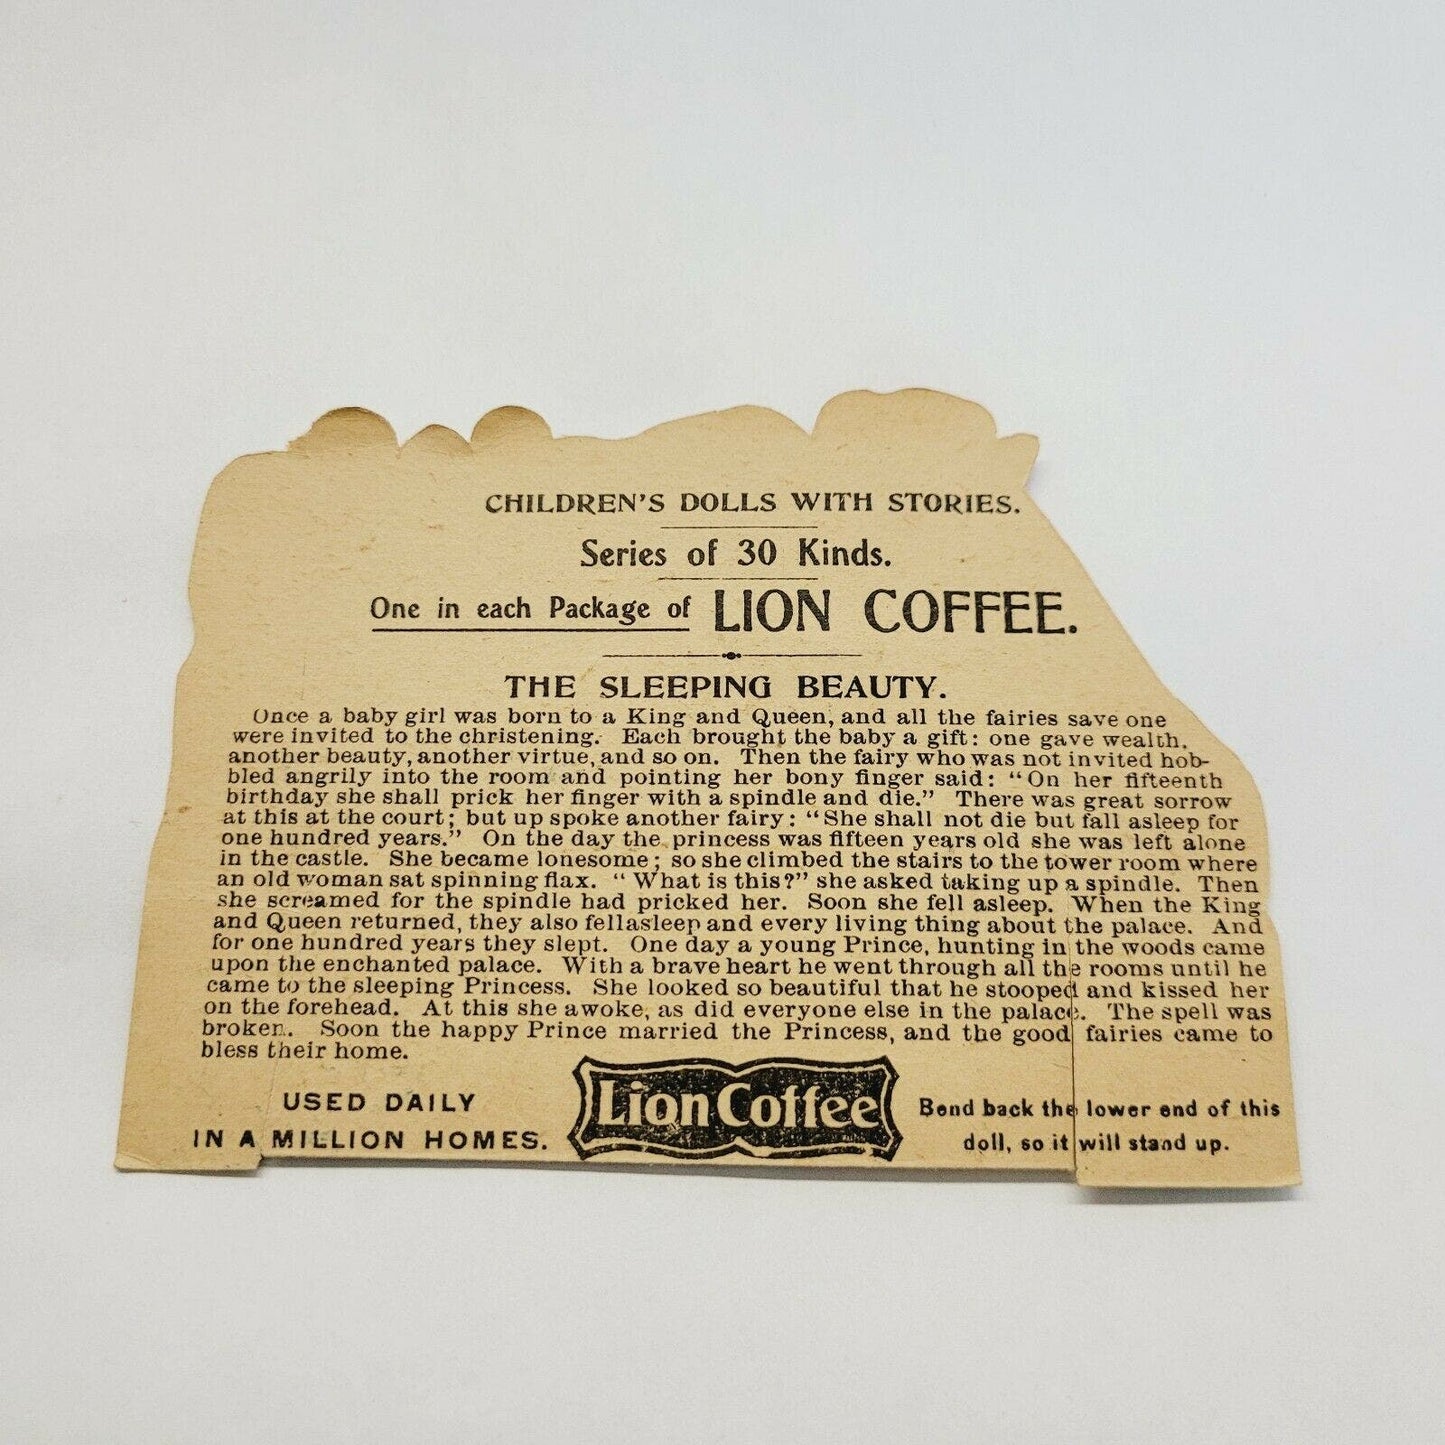 CHILDREN'S DOLLS WITH STORIES.
Series of 30 Kinds.
One in each Package of LION COFFEE.
THE SLEEPING BEAUTY.
Once a baby girl was born to a King and Queen, and all the fairies save one
were invited to the christening. Each brought the baby a gift: one gave wealth,
another beauty, another virtue, and so on. Then the fairy who was not invited hob-
bled angrily into the room and pointing her bony finger said: "On her fifteenth
birthday she shall prick her finger with a spindle and die." There was great sorrow
at this at the court; but up spoke another fairy: "She shall not die but fall asleep for
one hundred years." On the day the princess was fifteen years old she was left alone
in the castle. She became lonesome; so she climbed the stairs to the tower room where
an old woman sat spinning flax. "What is this?" she asked taking up a spindle. Then
she screamed for the spindle had pricked her. Soon she fell asleep. When the King
and Queen returned, they also fellasleep and every living thing about the palace. And
for one hundred years they slept. One day a young Prince, hunting in the woods came
upon the enchanted palace. With a brave heart he went through all the rooms until he
came to the sleeping Princess. She looked so beautiful that he stooped and kissed her
on the forehead. At this she awoke, as did everyone else in the palace. The spell was
broken. Soon the happy Prince married the Princess, and the good fairies came to
bless their home.
USED DAILY
IN A MILLION HOMES.
Lion Coffee
Bend back the lower end of this
doll, so it will stand up.